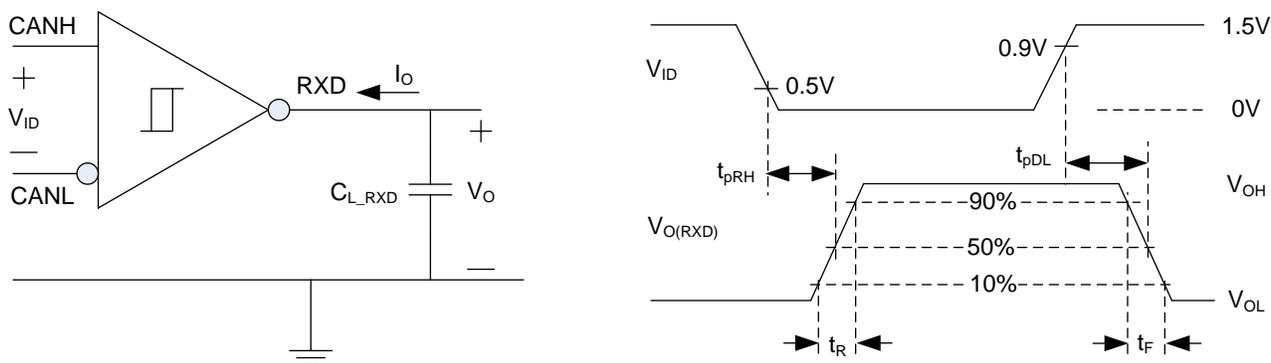 CANH
+
V_ID
—
CANL
RXD
I_O
C_L_RXD
+
V_O
—
V_ID
0.5V
0.9V
1.5V
0V
t_pRH
t_pDL
V_O(RXD)
V_OH
90%
50%
10%
V_OL
t_R
t_F